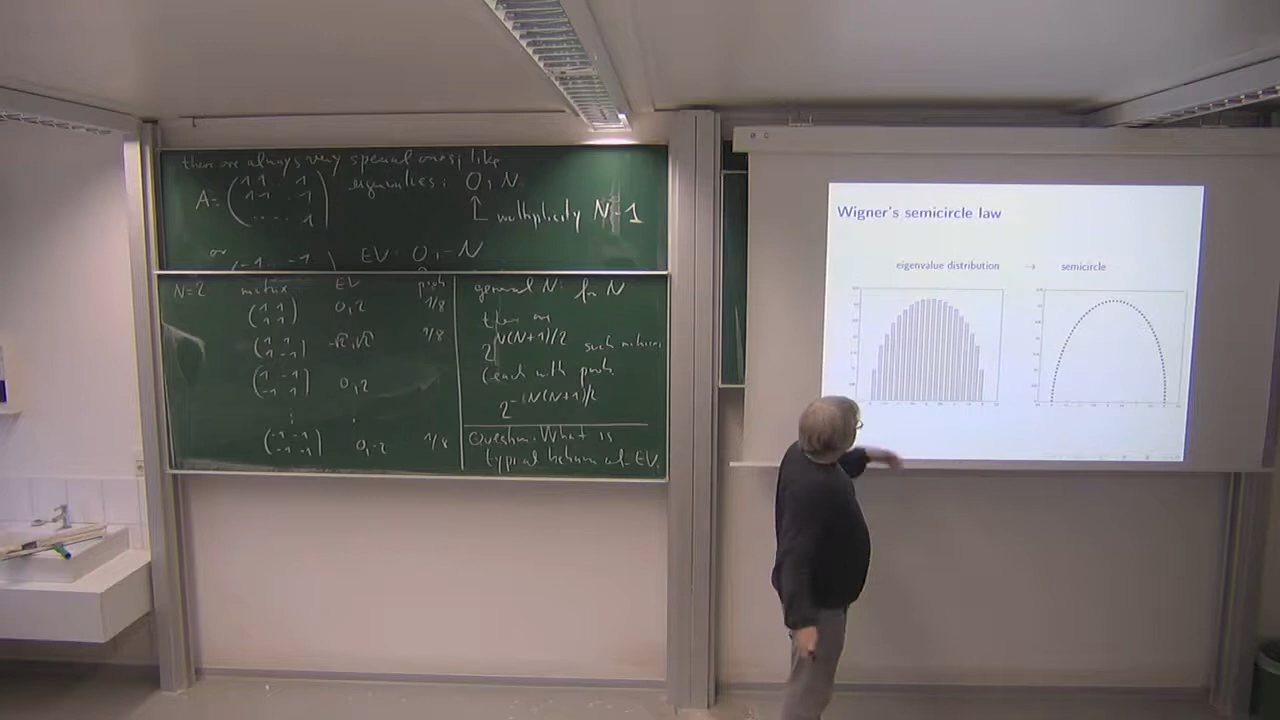 there are always very special ones, like
A = (1 1 . . 1 eigenvalues: 0, N
1 1 . . 1
. . . . 1) ↑ multiplicity N-1
or (-1 . . . -1) EV: 0, -N
N=2 matrix EV prob
(1 1
1 1) 0, 2 1/8
(1 1
1 -1) -√2, √2 1/8
(1 -1
-1 1) 0, 2
⋮ ⋮
(-1 -1
-1 -1) 0, -2 1/8
general N: for N
there are
2^N(N+1)/2 such matrices
(each with prob.
2^-N(N+1)/2
Question: What is
typical behav. of EV.
Wigner's semicircle law
eigenvalue distribution → semicircle